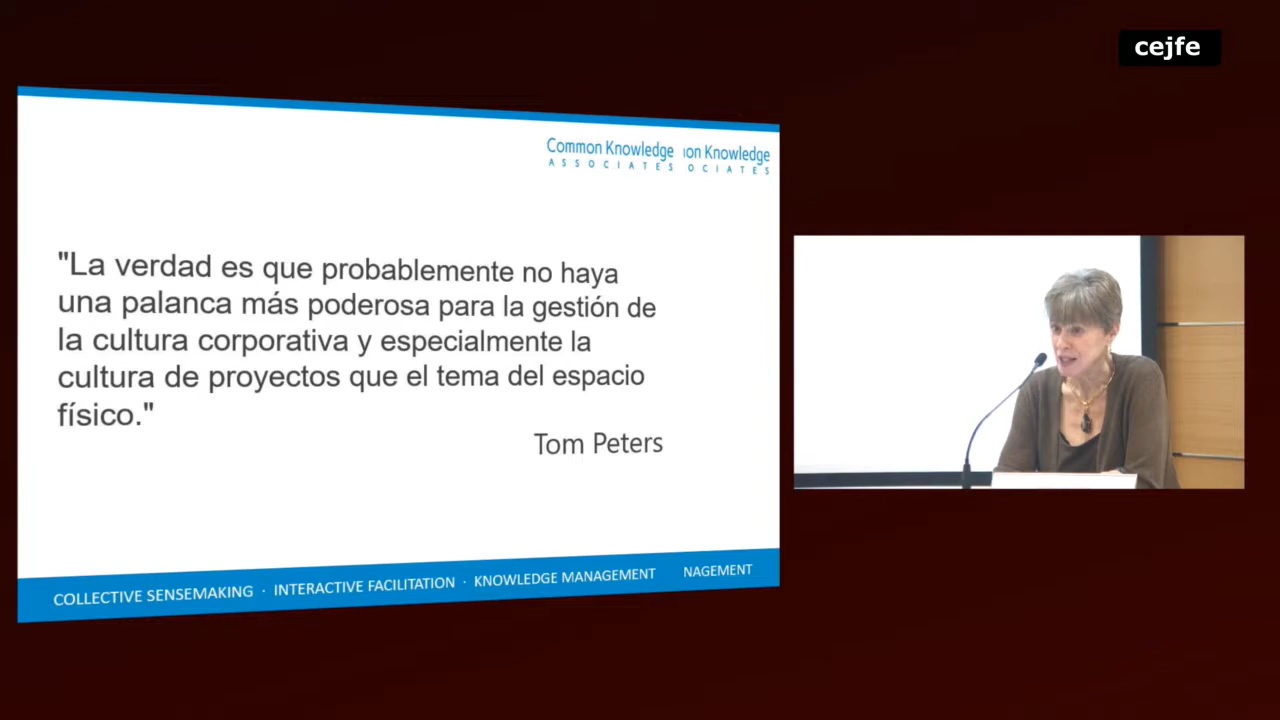 cejfe
Common Knowledge on Knowledge
ASSOCIATES OCIATES
"La verdad es que probablemente no haya
una palanca más poderosa para la gestión de
la cultura corporativa y especialmente la
cultura de proyectos que el tema del espacio
físico."
Tom Peters
COLLECTIVE SENSEMAKING · INTERACTIVE FACILITATION · KNOWLEDGE MANAGEMENT NAGEMENT